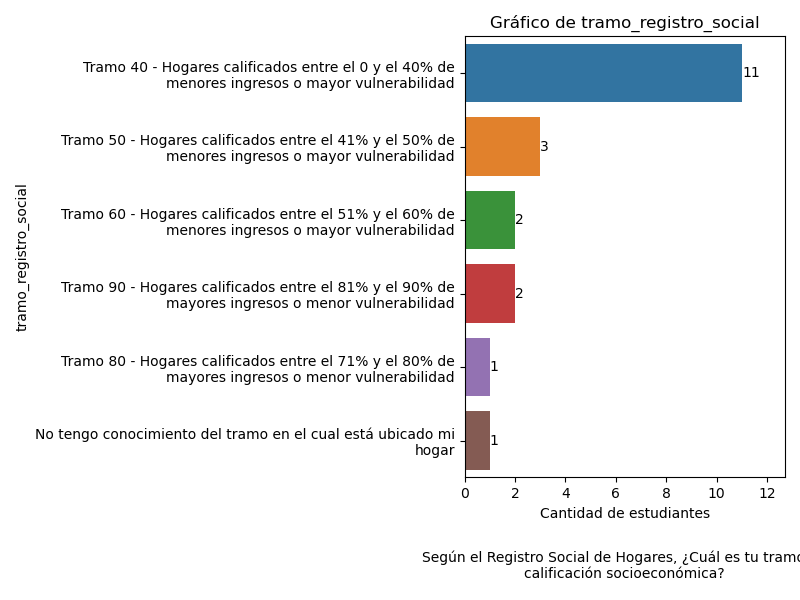 Gráfico de tramo_registro_social
Tramo 40 - Hogares calificados entre el 0 y el 40% de
menores ingresos o mayor vulnerabilidad
11
Tramo 50 - Hogares calificados entre el 41% y el 50% de
menores ingresos o mayor vulnerabilidad
3
Tramo 60 - Hogares calificados entre el 51% y el 60% de
menores ingresos o mayor vulnerabilidad
2
Tramo 90 - Hogares calificados entre el 81% y el 90% de
mayores ingresos o menor vulnerabilidad
2
Tramo 80 - Hogares calificados entre el 71% y el 80% de
mayores ingresos o menor vulnerabilidad
1
No tengo conocimiento del tramo en el cual está ubicado mi
hogar
1
tramo_registro_social
0 2 4 6 8 10 12
Cantidad de estudiantes
Según el Registro Social de Hogares, ¿Cuál es tu tramo
calificación socioeconómica?